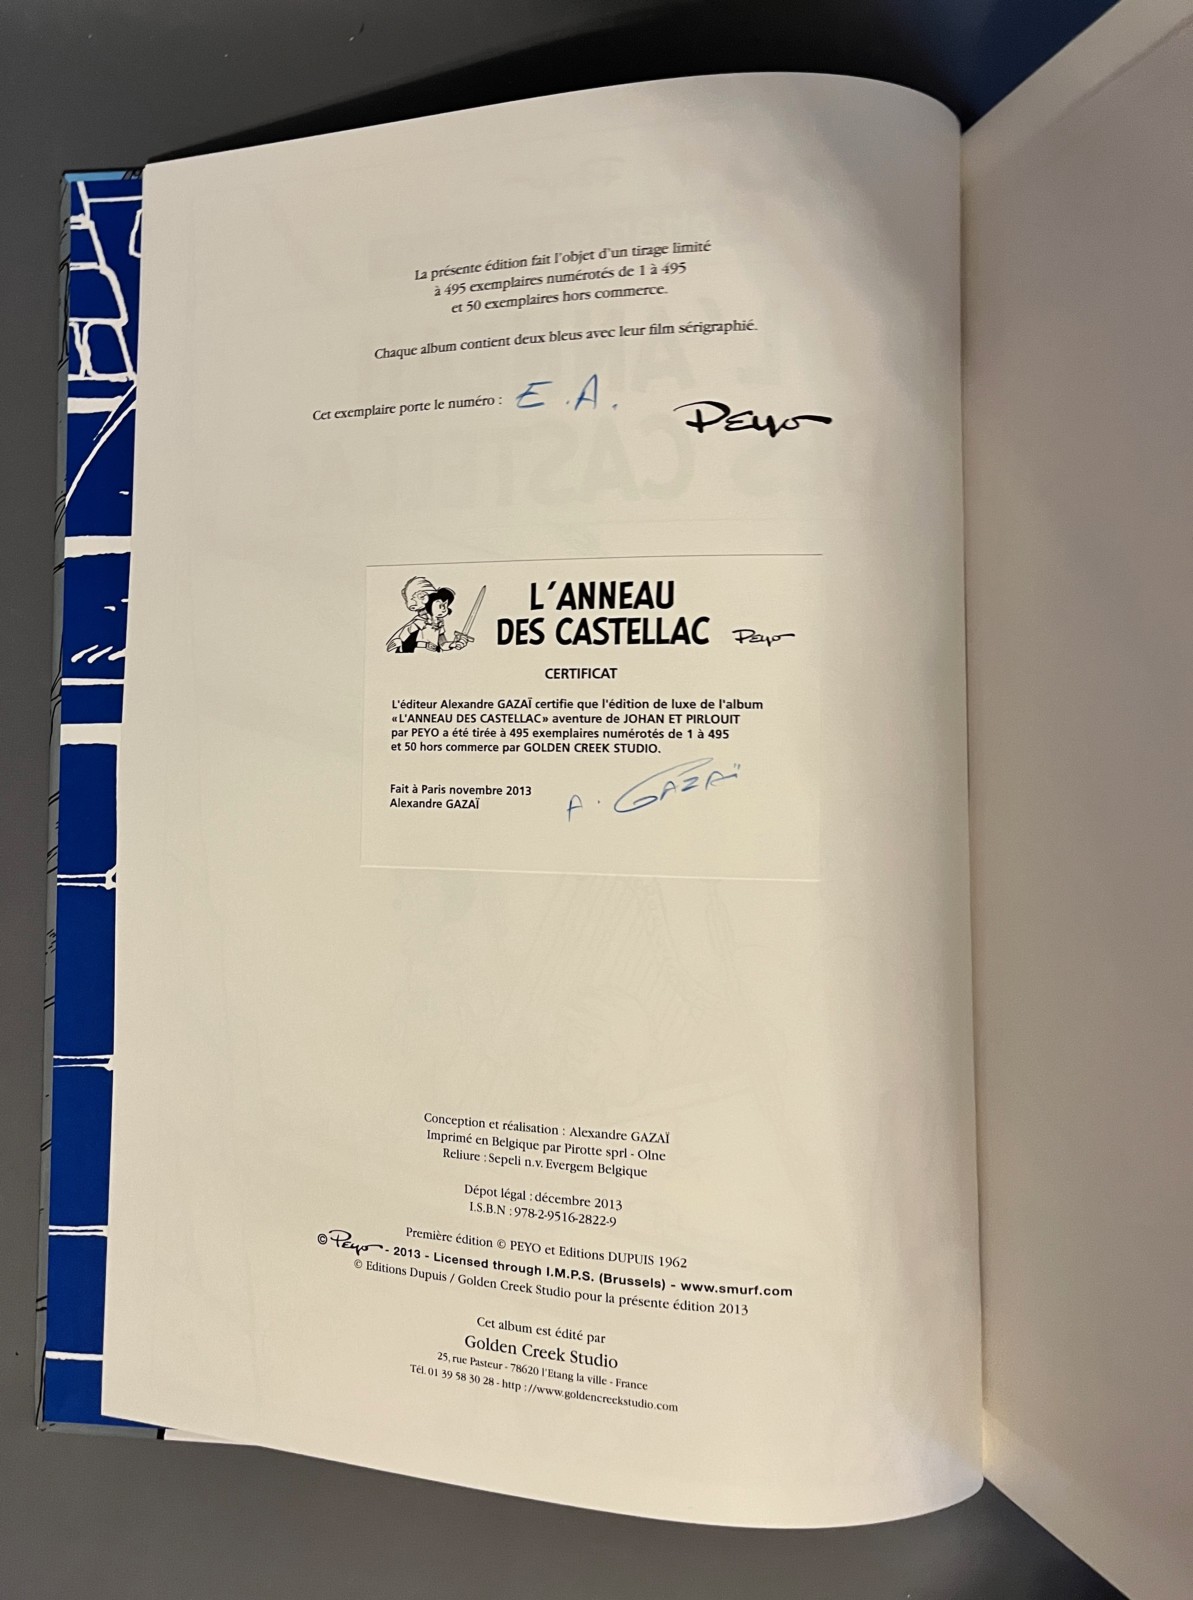 La présente édition fait l'objet d'un tirage limité
à 495 exemplaires numérotés de 1 à 495
et 50 exemplaires hors commerce.
Chaque album contient deux bleus avec leur film sérigraphié.
Cet exemplaire porte le numéro : E.A.
Peyo
L'ANNEAU
DES CASTELLAC Peyo
CERTIFICAT
L'éditeur Alexandre GAZAÏ certifie que l'édition de luxe de l'album
«L'ANNEAU DES CASTELLAC» aventure de JOHAN ET PIRLOUIT
par PEYO a été tirée à 495 exemplaires numérotés de 1 à 495
et 50 hors commerce par GOLDEN CREEK STUDIO.
Fait à Paris novembre 2013
Alexandre GAZAÏ
A. GAZAÏ
Conception et réalisation : Alexandre GAZAÏ
Imprimé en Belgique par Pirotte sprl - Olne
Reliure : Sepeli n.v. Evergem Belgique
Dépot légal : décembre 2013
I.S.B.N : 978-2-9516-2822-9
Première édition © PEYO et Editions DUPUIS 1962
© Peyo - 2013 - Licensed through I.M.P.S. (Brussels) - www.smurf.com
© Editions Dupuis / Golden Creek Studio pour la présente édition 2013
Cet album est édité par
Golden Creek Studio
25, rue Pasteur - 78620 l'Etang la ville - France
Tél. 01 39 58 30 28 - http ://www.goldencreekstudio.com